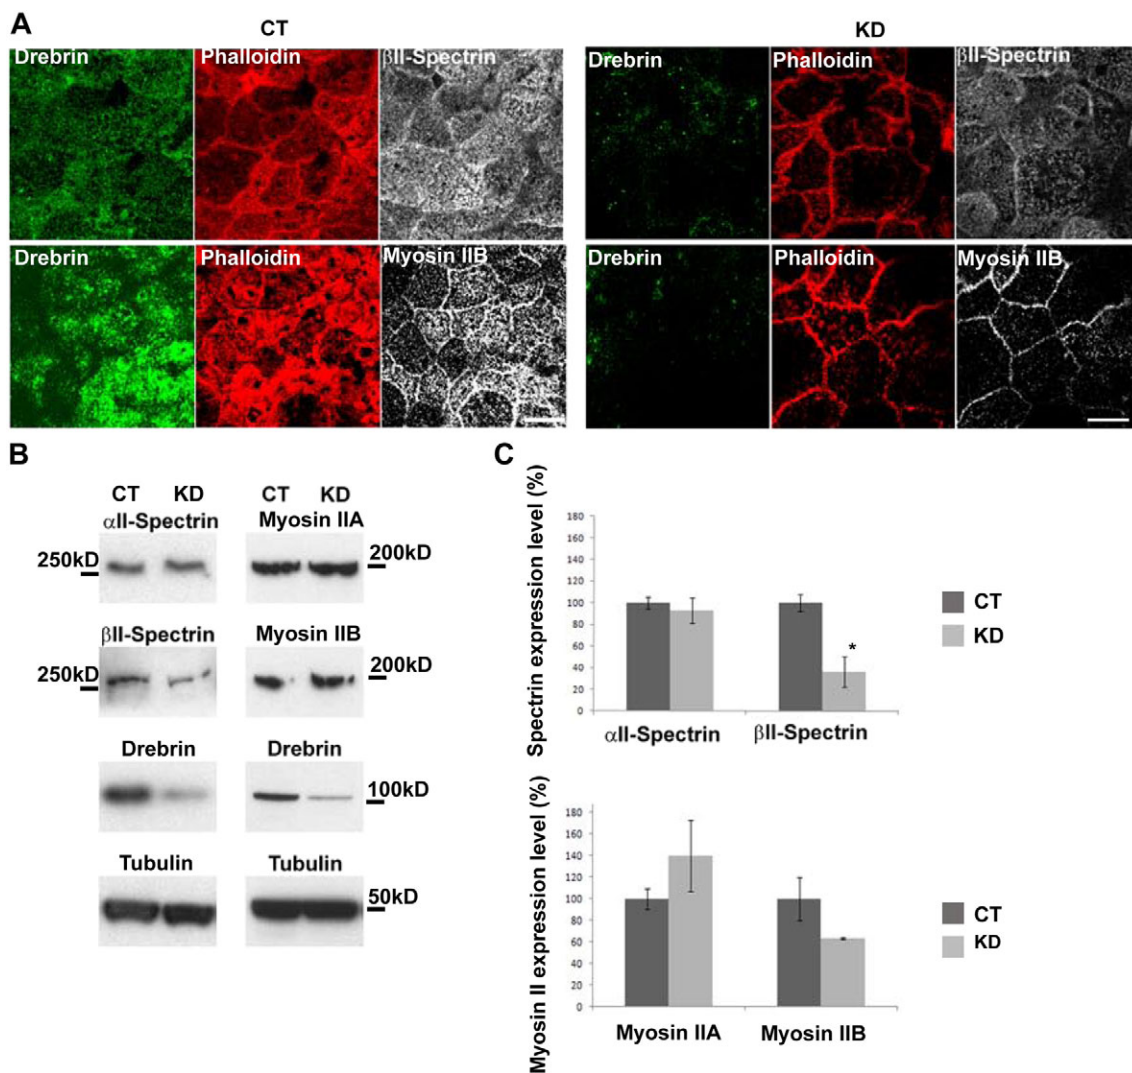 A
CT
KD
Drebrin Phalloidin βII-Spectrin Drebrin Phalloidin βII-Spectrin
Drebrin Phalloidin Myosin IIB Drebrin Phalloidin Myosin IIB
B
CT KD CT KD
αII-Spectrin Myosin IIA
250kD 200kD
βII-Spectrin Myosin IIB
250kD 200kD
Drebrin Drebrin
100kD
Tubulin Tubulin
50kD
C
Spectrin expression level (%)
180
160
140
120
100
80
60
40
20
0
*
αII-Spectrin βII-Spectrin
CT
KD
Myosin II expression level (%)
180
160
140
120
100
80
60
40
20
0
Myosin IIA Myosin IIB
CT
KD